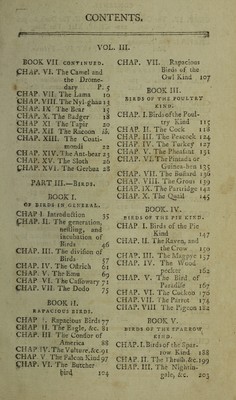 CONTENTS,
VOL. III.
BOOK VII CONTINUED.
CHAP. VI. The Camel and
the Drome-
dary P. 5
CHAP. VII. The Lama 10
CHAP. VIII. The Nyl-ghau 13
CHAP. IX The Bear 15
CHAP. X. The Badger 18
CHAP XI The Tapir 20
CHAP. XII The Racoon ib.
CHAP. XIII. The Coati-
mondi 22
CHAP. XIV. The Ant-bear 23
CHAP. XV. The Sloth
CHAP. XVI. The Gerbua 28
PART III.—BIRDS.
BOOK I.
OF BIRDS IN GENERAL.
CHAP I. Introduction 35
CHAP. II. The generation,
nestling, and
incubation of
Birds 46
CHAP. III. The division of
Birds 57
CHAP. IV. The Ostrich 61
CHAP. V. The Emu 69
CHAP VI. The Cassowary 71
CHAP. VII. The Dodo 75
BOOK II.
RAPACIOUS BIRDS.
CHAP I. Rapacious Birds 77
CHAP II. The Eagle, &c. 81
CHAP III The Condor of
America 88
CHAP IV. The Vulture, &c. 91
CHAP V The Falcon Kind 97
CHAP. VI. The Butcher
bird 104
CHAP. VII. Rapacious
Birds of the
Owl Kind 107
BOOK III.
BIRDS OF THE POULTRY
KIND.
CHAP. I. Birds of the Poul-
try Kind 115
CHAP. II. The Cock 118
CHAP. III. The Peacock 124
CHAP. IV. The Turkey 127
CHAP. V. The Pheasant 131
CHAP. VI. The Pintada or
Guinea-hen 135
CHAP. VII. The Bustard 136
CHAP. VIII. The Grous 139
CHAP. IX. The Partridge 142
CHAP. X. The Quail 145
BOOK. IV.
BIRDS OF THE PIE KIND.
CHAP I. Birds of the Pie
Kind 147
CHAP. II. The Raven, and
the Crow 150
CHAP. III. The Magpye 157
CHAP. IV. The Wood
pecker 162
CHAP. V. The Bird of
Paradise 167
CHAP. VI. The Cuckoo 170
CHAP. VII. The Parrot 174
CHAP. VIII The Pigeon 182
BOOK V.
BIRDS OF THE SPARROW
KIND.
CHAP. I. Birds of the Spar-
row Kind 188
CHAP. II. The Thrush, &c. 199
CHAP. III. The Nightin-
gale, &c. 203